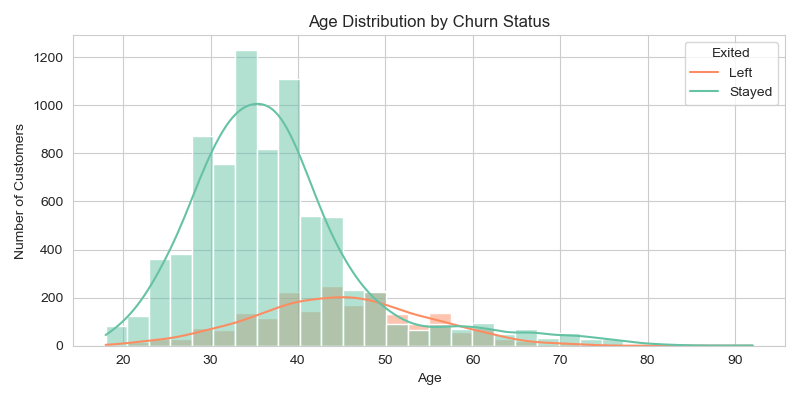 Age Distribution by Churn Status
Exited
Left
Stayed
Number of Customers
1200
1000
800
600
400
200
0
20 30 40 50 60 70 80 90
Age